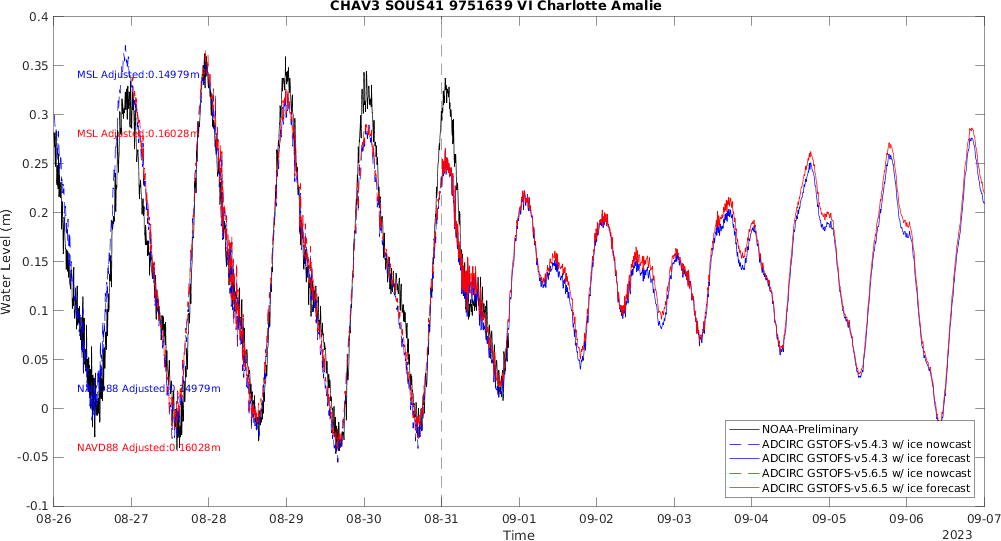 CHAV3 SOUS41 9751639 VI Charlotte Amalie
0.4
0.35
0.3
0.25
0.2
0.15
0.1
0.05
0
-0.05
-0.1
Water Level (m)
MSL Adjusted:0.14979m
MSL Adjusted:0.16028m
NAVD88 Adjusted:0.14979m
NAVD88 Adjusted:0.16028m
NOAA-Preliminary
ADCIRC GSTOFS-v5.4.3 w/ ice nowcast
ADCIRC GSTOFS-v5.4.3 w/ ice forecast
ADCIRC GSTOFS-v5.6.5 w/ ice nowcast
ADCIRC GSTOFS-v5.6.5 w/ ice forecast
08-26 08-27 08-28 08-29 08-30 08-31 09-01 09-02 09-03 09-04 09-05 09-06 09-07
Time
2023